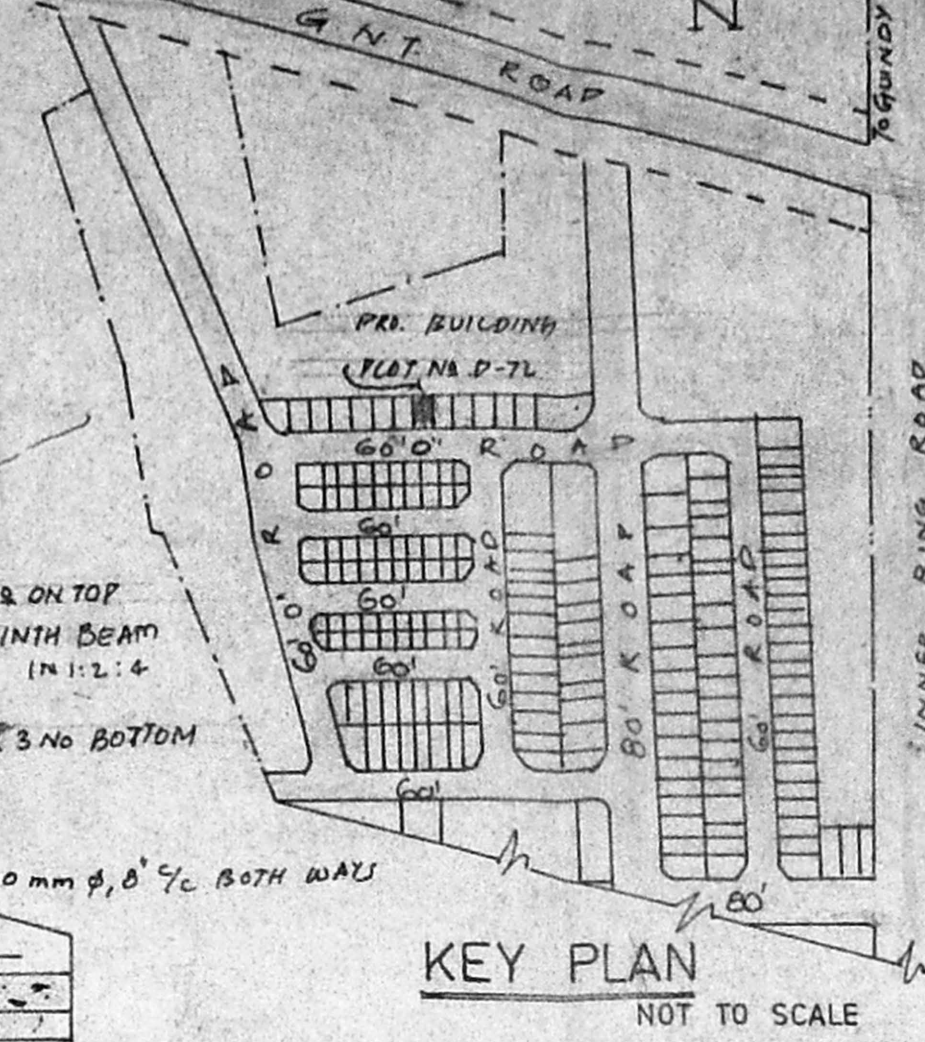 N
G.N.T. ROAD
TO GUINDY
PRO. BUILDING
PLOT NO. D-72
60'0" ROAD
ROAD
60'
60'
60'
60'
60'0"
60' ROAD
80' ROAD
60' ROAD
INNER RING ROAD
& ON TOP
INTH BEAM
IN 1:2:4
3 NO BOTTOM
0 mm φ, 8" c/c BOTH WAYS
80'
KEY PLAN
NOT TO SCALE